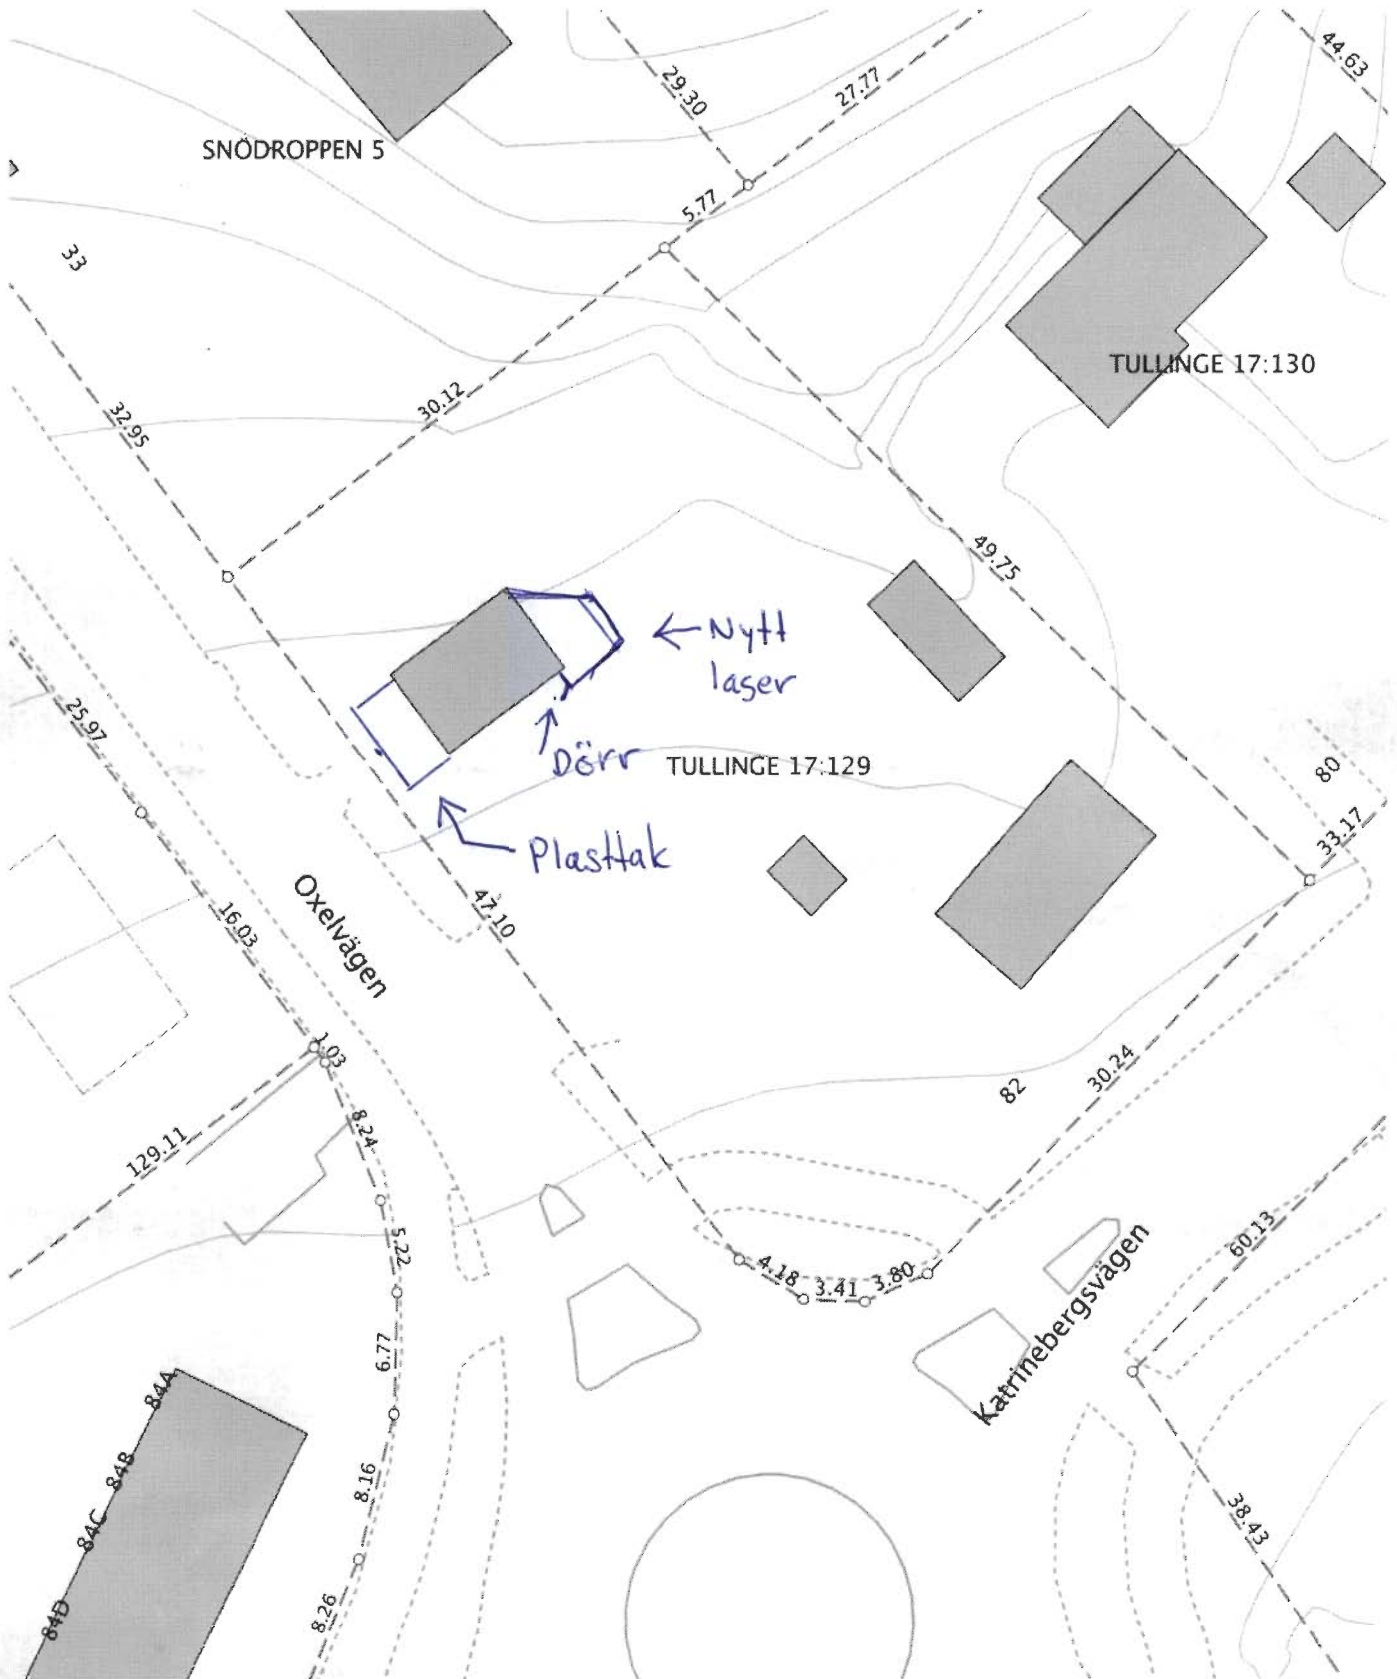 44.63
29.30
27.77
SNÖDROPPEN 5
5.77
33
TULLINGE 17:130
30.12
32.95
49.75
Nytt
laser
25.97
Dörr
TULLINGE 17:129
80
33.17
Plasttak
47.10
Oxelvägen
16.03
1.03
82
30.24
8.24
129.11
5.22
60.13
4.18
3.41
3.80
Katrinebergsvägen
6.77
84A
84B
8.16
84C
38.43
84D
8.26